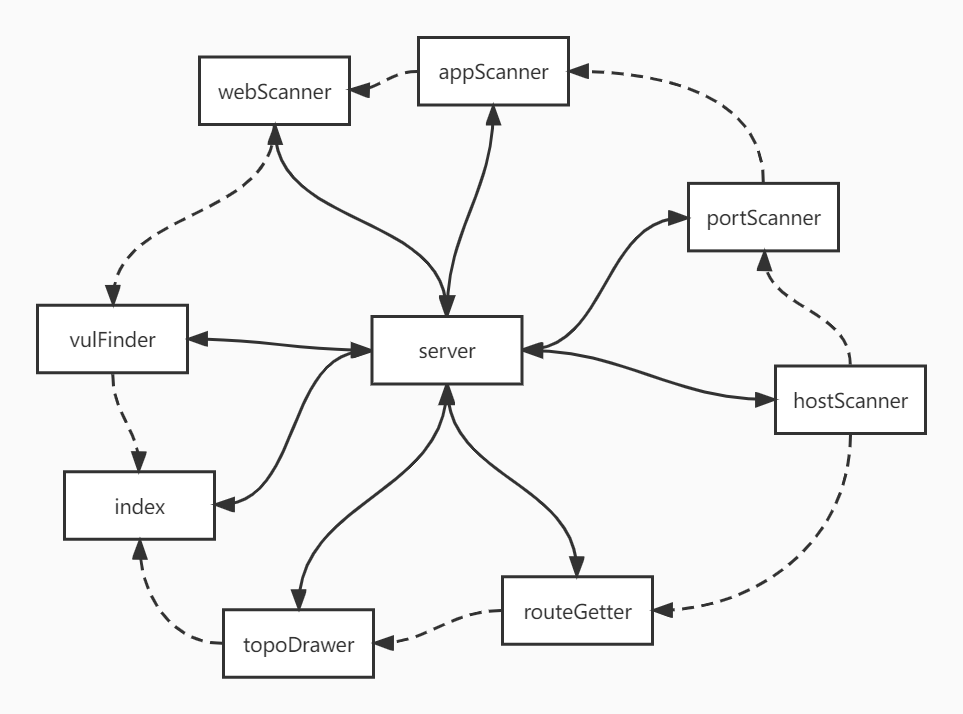 appScanner
webScanner
portScanner
vulFinder
server
hostScanner
index
routeGetter
topoDrawer